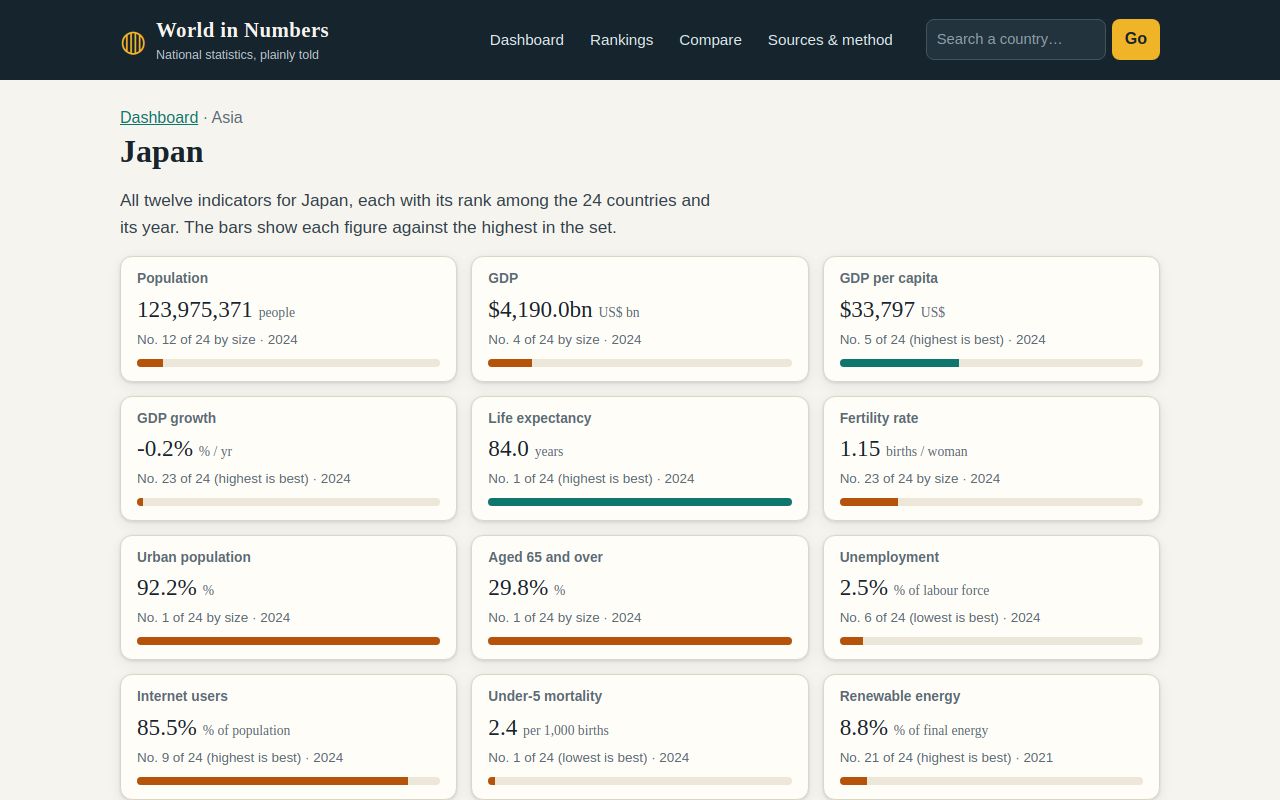 World in Numbers
National statistics, plainly told
Dashboard
Rankings
Compare
Sources & method
Search a country…
Go
Dashboard · Asia
Japan
All twelve indicators for Japan, each with its rank among the 24 countries and
its year. The bars show each figure against the highest in the set.
Population
123,975,371 people
No. 12 of 24 by size · 2024
GDP
$4,190.0bn US$ bn
No. 4 of 24 by size · 2024
GDP per capita
$33,797 US$
No. 5 of 24 (highest is best) · 2024
GDP growth
-0.2% % / yr
No. 23 of 24 (highest is best) · 2024
Life expectancy
84.0 years
No. 1 of 24 (highest is best) · 2024
Fertility rate
1.15 births / woman
No. 23 of 24 by size · 2024
Urban population
92.2% %
No. 1 of 24 by size · 2024
Aged 65 and over
29.8% %
No. 1 of 24 by size · 2024
Unemployment
2.5% % of labour force
No. 6 of 24 (lowest is best) · 2024
Internet users
85.5% % of population
No. 9 of 24 (highest is best) · 2024
Under-5 mortality
2.4 per 1,000 births
No. 1 of 24 (lowest is best) · 2024
Renewable energy
8.8% % of final energy
No. 21 of 24 (highest is best) · 2021